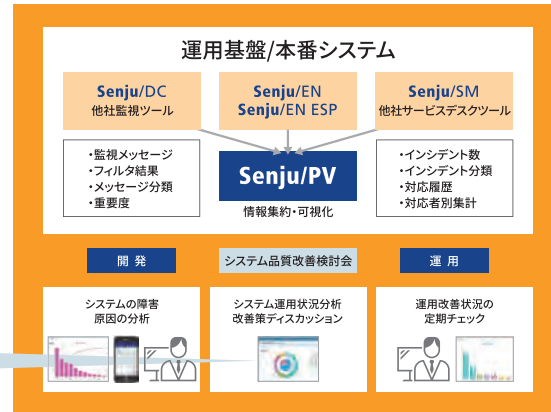 運用基盤/本番システム
Senju/DC
他社監視ツール
Senju/EN
Senju/EN ESP
Senju/SM
他社サービスデスクツール
・監視メッセージ
・フィルタ結果
・メッセージ分類
・重要度
Senju/PV
情報集約・可視化
・インシデント数
・インシデント分類
・対応履歴
・対応者別集計
開発
システム品質改善検討会
運用
システムの障害
原因の分析
システム運用状況分析
改善策ディスカッション
運用改善状況の
定期チェック